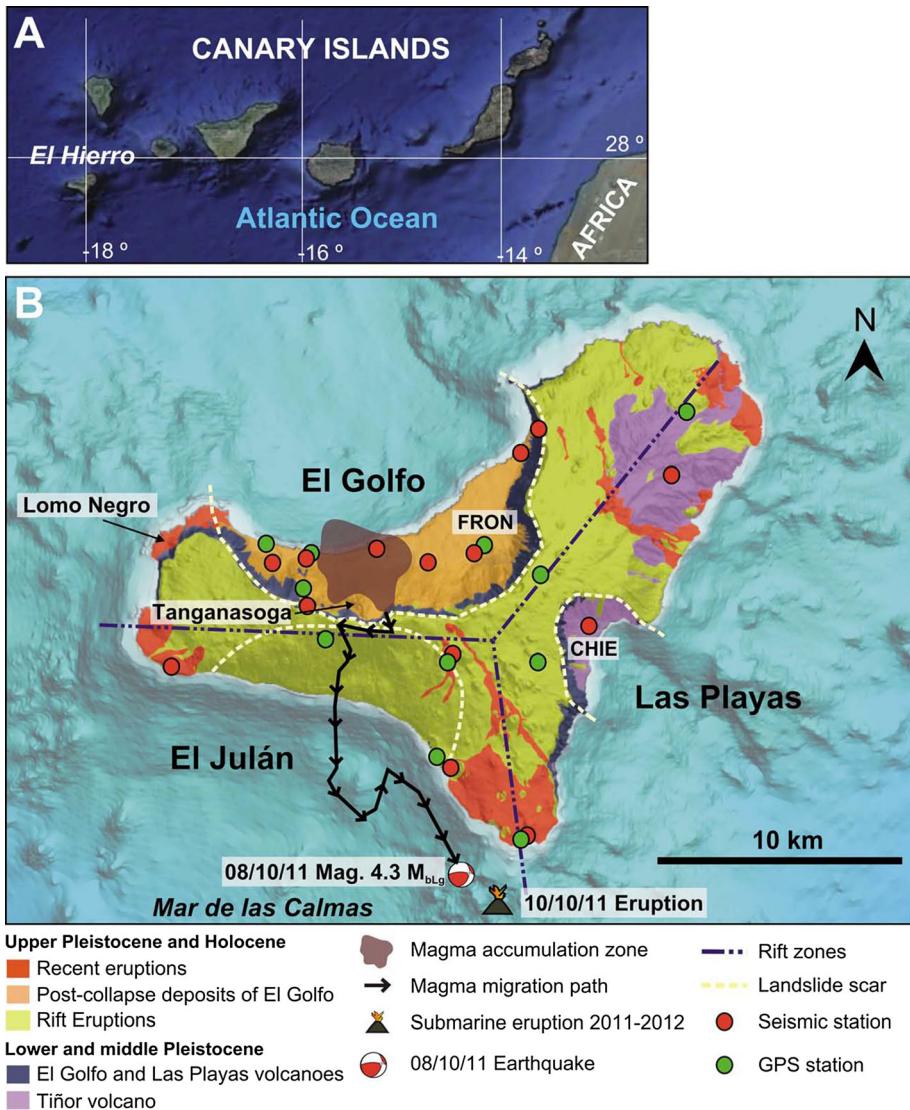 A
CANARY ISLANDS
28 º
El Hierro
Atlantic Ocean
AFRICA
-18 º
-16 º
-14 º
B
N
El Golfo
Lomo Negro
FRON
Tanganasoga
CHIE
Las Playas
El Julán
10 km
08/10/11 Mag. 4.3 MbLg
10/10/11 Eruption
Mar de las Calmas
Upper Pleistocene and Holocene
Recent eruptions
Post-collapse deposits of El Golfo
Rift Eruptions
Lower and middle Pleistocene
El Golfo and Las Playas volcanoes
Tiñor volcano
Magma accumulation zone
Magma migration path
Submarine eruption 2011-2012
08/10/11 Earthquake
Rift zones
Landslide scar
Seismic station
GPS station